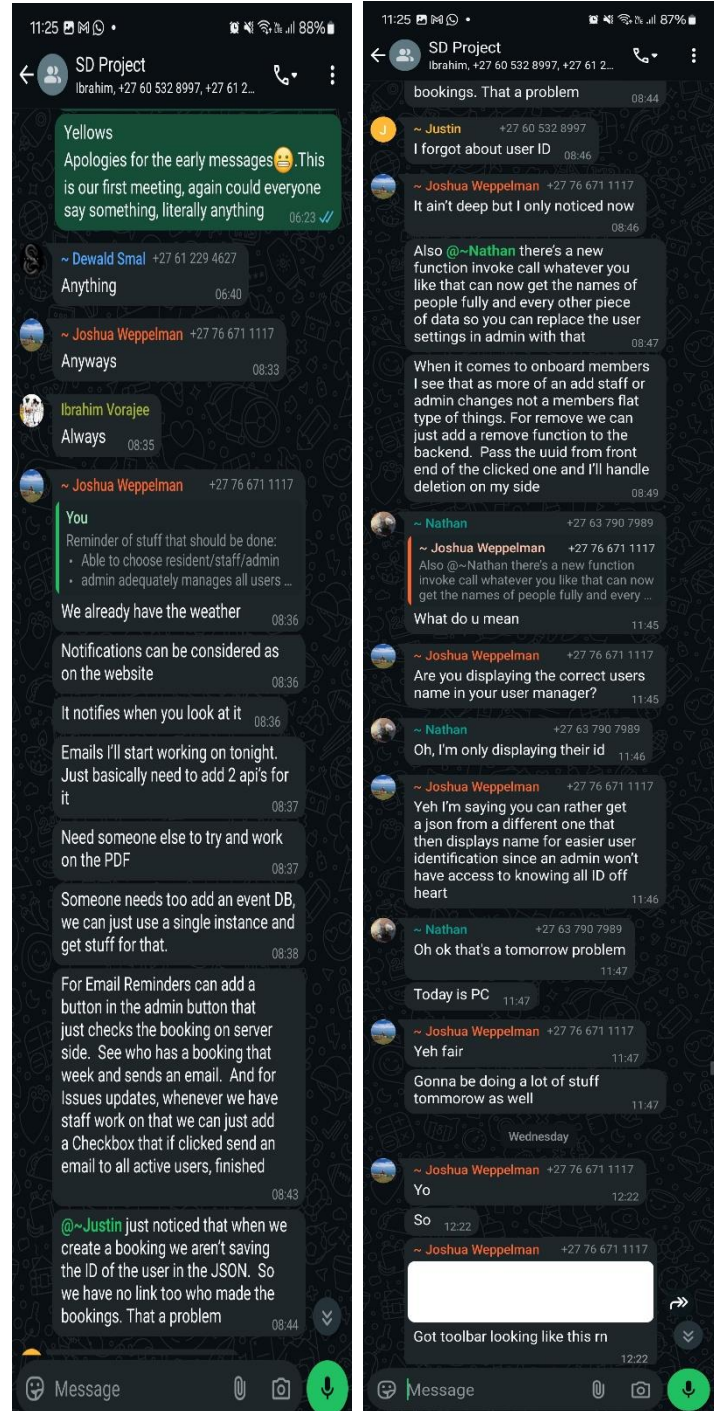 11:25
88%
SD Project
Ibrahim, +27 60 532 8997, +27 61 2...
Yellows
Apologies for the early messages😬.This
is our first meeting, again could everyone
say something, literally anything
06:23
~ Dewald Smal +27 61 229 4627
Anything
06:40
~ Joshua Weppelman +27 76 671 1117
Anyways
08:33
Ibrahim Vorajee
Always
08:35
~ Joshua Weppelman +27 76 671 1117
You
Reminder of stuff that should be done:
• Able to choose resident/staff/admin
• admin adequately manages all users ...
We already have the weather
08:36
Notifications can be considered as
on the website
08:36
It notifies when you look at it
08:36
Emails I'll start working on tonight.
Just basically need to add 2 api's for
it
08:37
Need someone else to try and work
on the PDF
08:37
Someone needs too add an event DB,
we can just use a single instance and
get stuff for that.
08:38
For Email Reminders can add a
button in the admin button that
just checks the booking on server
side. See who has a booking that
week and sends an email. And for
Issues updates, whenever we have
staff work on that we can just add
a Checkbox that if clicked send an
email to all active users, finished
08:43
@~Justin just noticed that when we
create a booking we aren't saving
the ID of the user in the JSON. So
we have no link too who made the
bookings. That a problem
08:44
Message
11:25
87%
SD Project
Ibrahim, +27 60 532 8997, +27 61 2...
bookings. That a problem
08:44
J
~ Justin +27 60 532 8997
I forgot about user ID
08:46
~ Joshua Weppelman +27 76 671 1117
It ain't deep but I only noticed now
08:46
Also @~Nathan there's a new
function invoke call whatever you
like that can now get the names of
people fully and every other piece
of data so you can replace the user
settings in admin with that
08:47
When it comes to onboard members
I see that as more of an add staff or
admin changes not a members flat
type of things. For remove we can
just add a remove function to the
backend. Pass the uuid from front
end of the clicked one and I'll handle
deletion on my side
08:49
~ Nathan +27 63 790 7989
~ Joshua Weppelman +27 76 671 1117
Also @~Nathan there's a new function
invoke call whatever you like that can now
get the names of people fully and every ...
What do u mean
11:45
~ Joshua Weppelman +27 76 671 1117
Are you displaying the correct users
name in your user manager?
11:45
~ Nathan +27 63 790 7989
Oh, I'm only displaying their id
11:46
~ Joshua Weppelman +27 76 671 1117
Yeh I'm saying you can rather get
a json from a different one that
then displays name for easier user
identification since an admin won't
have access to knowing all ID off
heart
11:46
~ Nathan +27 63 790 7989
Oh ok that's a tomorrow problem
11:47
Today is PC
11:47
~ Joshua Weppelman +27 76 671 1117
Yeh fair
11:47
Gonna be doing a lot of stuff
tommorow as well
11:47
Wednesday
~ Joshua Weppelman +27 76 671 1117
Yo
12:22
So
12:22
~ Joshua Weppelman +27 76 671 1117
Got toolbar looking like this rn
12:22
Message